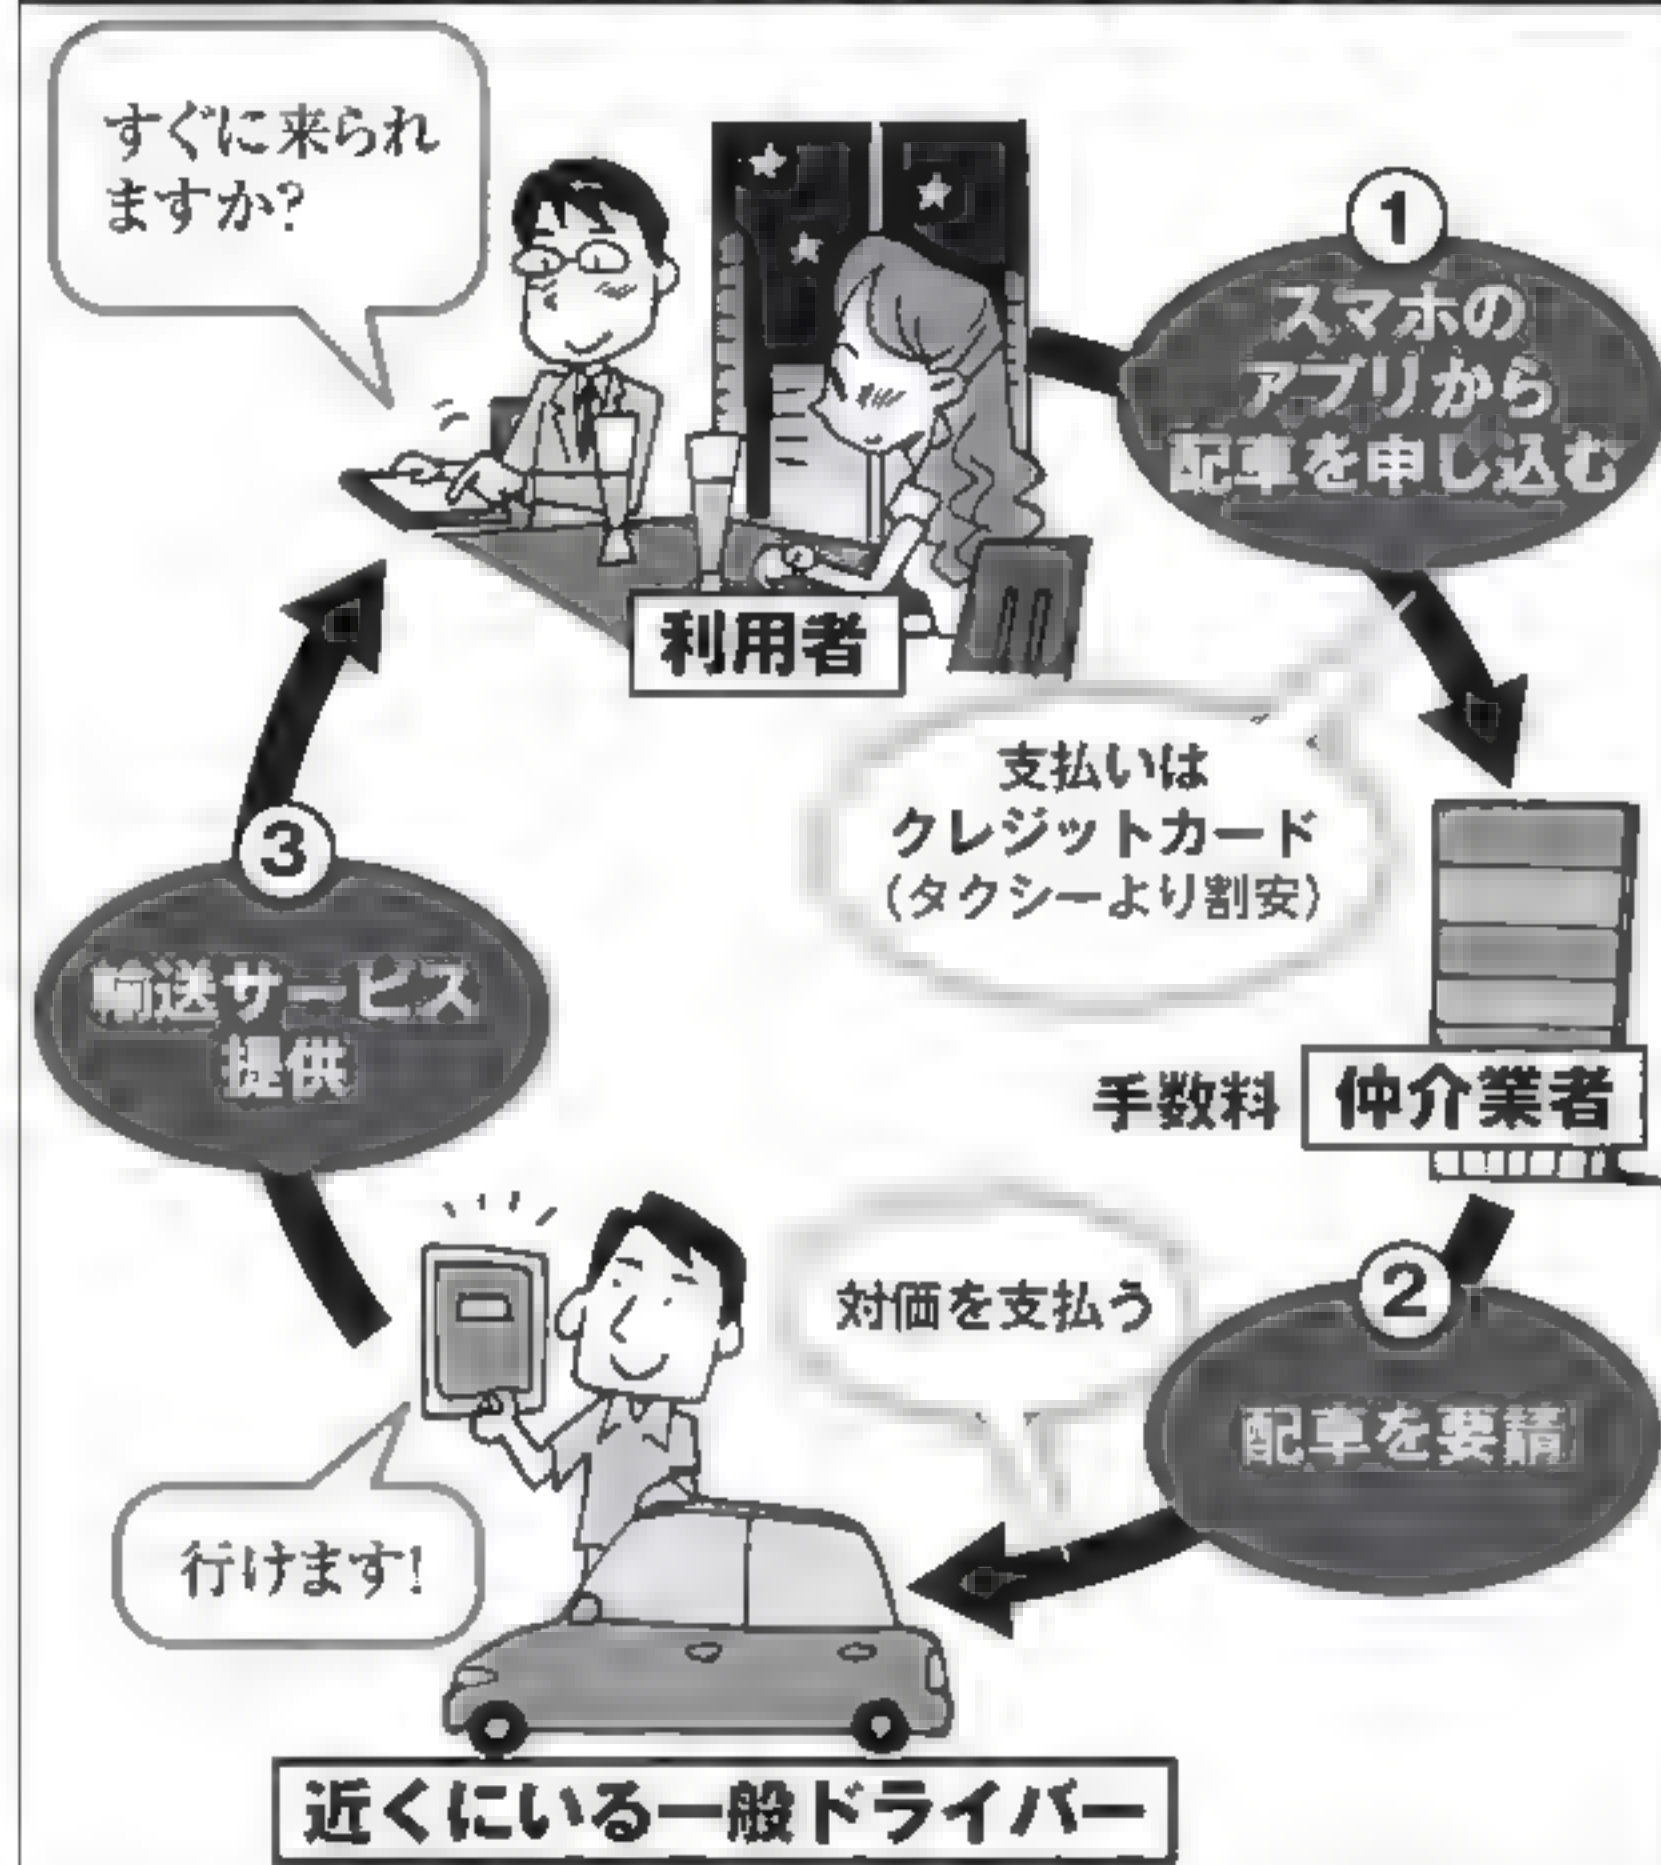 すぐに来られ
ますか?
①
スマホの
アプリから
配車を申し込む
利用者
支払いは
クレジットカード
(タクシーより割安)
手数料
仲介業者
②
配車を要請
対価を支払う
行けます!
近くにいる一般ドライバー
③
輸送サービス
提供